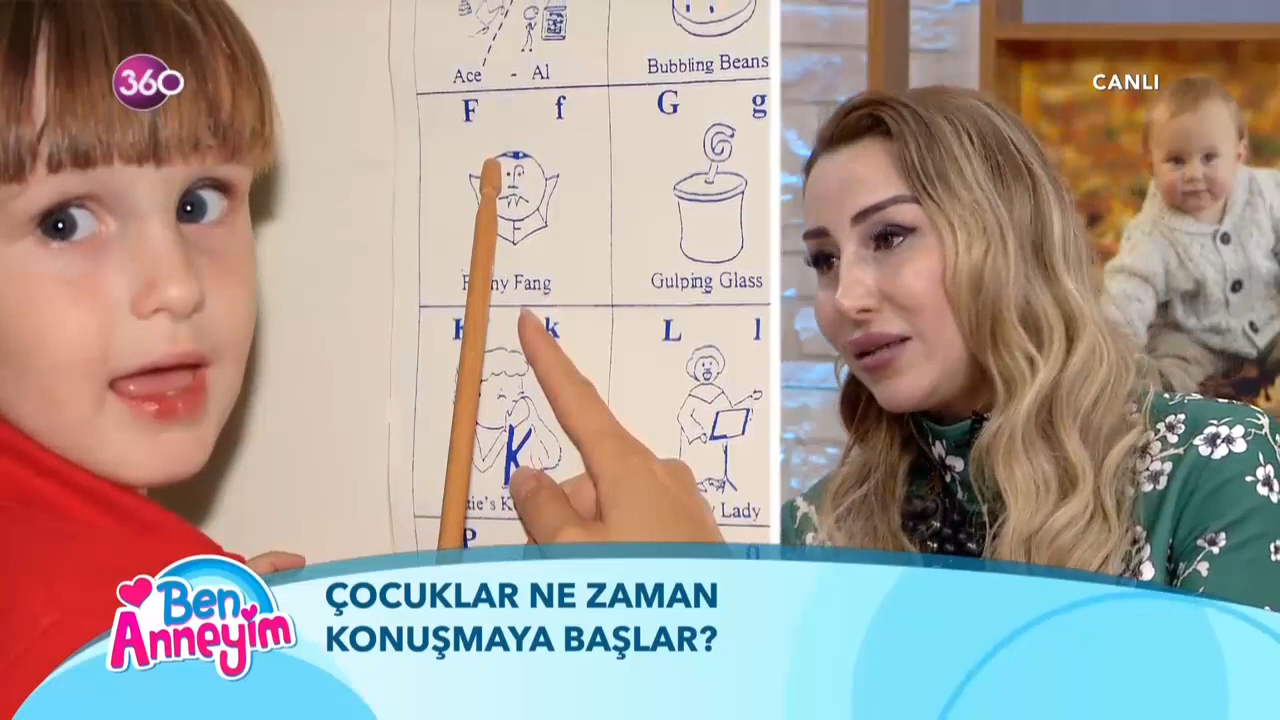 360
CANLI
Ace - Al
Bubbling Beans
F f
G g
G
Fang
Gulping Glass
k
L l
K
Lady
P
Ben
Anneyim
ÇOCUKLAR NE ZAMAN
KONUŞMAYA BAŞLAR?